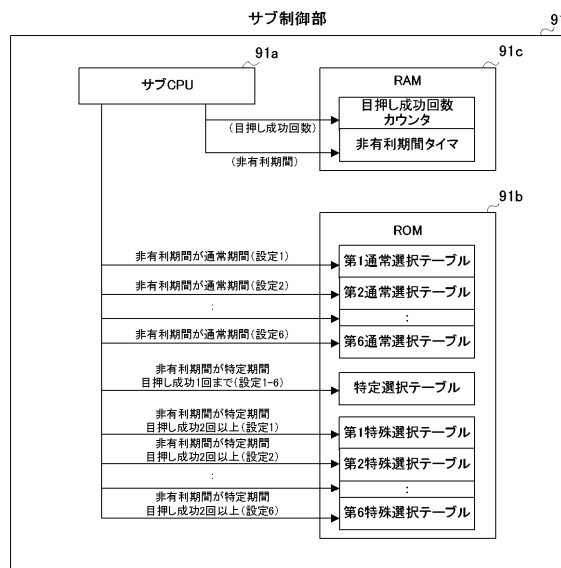 サブ制御部
91
91a
サブCPU
91c
RAM
目押し成功回数
カウンタ
非有利期間タイマ
(目押し成功回数)
(非有利期間)
91b
ROM
非有利期間が通常期間(設定1)
第1通常選択テーブル
非有利期間が通常期間(設定2)
第2通常選択テーブル
:
:
非有利期間が通常期間(設定6)
第6通常選択テーブル
非有利期間が特定期間
目押し成功1回まで(設定1-6)
特定選択テーブル
非有利期間が特定期間
目押し成功2回以上(設定1)
第1特殊選択テーブル
非有利期間が特定期間
目押し成功2回以上(設定2)
第2特殊選択テーブル
:
:
非有利期間が特定期間
目押し成功2回以上(設定6)
第6特殊選択テーブル